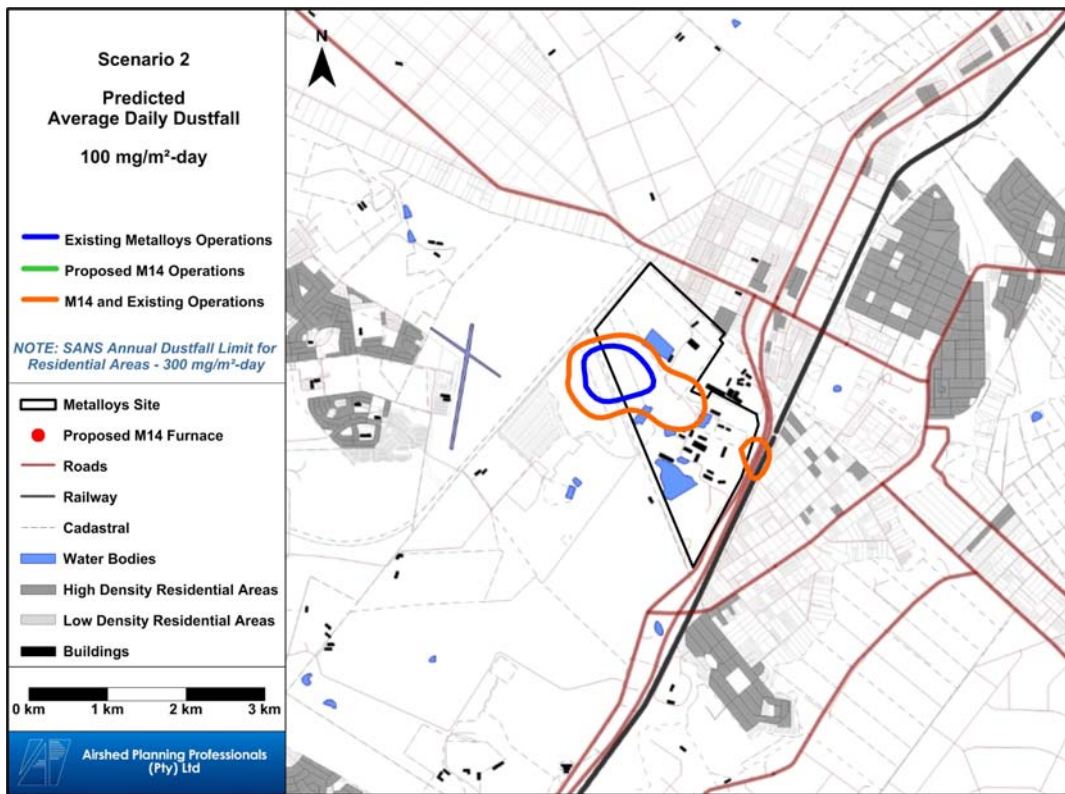 Scenario 2
Predicted
Average Daily Dustfall
100 mg/m²-day
Existing Metalloys Operations
Proposed M14 Operations
M14 and Existing Operations
NOTE: SANS Annual Dustfall Limit for
Residential Areas - 300 mg/m²-day
Metalloys Site
Proposed M14 Furnace
Roads
Railway
Cadastral
Water Bodies
High Density Residential Areas
Low Density Residential Areas
Buildings
0 km 1 km 2 km 3 km
Airshed Planning Professionals
(Pty) Ltd
N